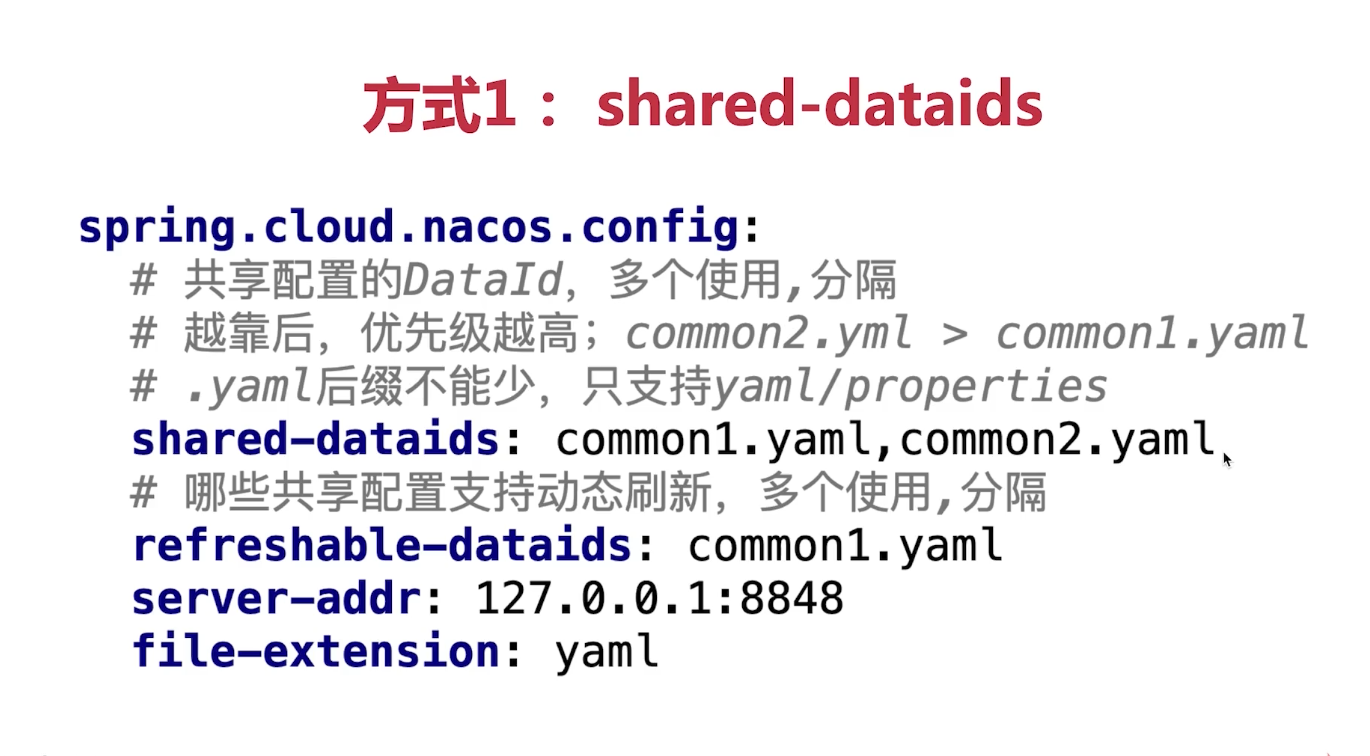 方式1： shared-dataids
spring.cloud.nacos.config:
# 共享配置的DataId，多个使用,分隔
# 越靠后，优先级越高；common2.yml > common1.yaml
# .yaml后缀不能少，只支持yaml/properties
shared-dataids: common1.yaml,common2.yaml
# 哪些共享配置支持动态刷新，多个使用,分隔
refreshable-dataids: common1.yaml
server-addr: 127.0.0.1:8848
file-extension: yaml